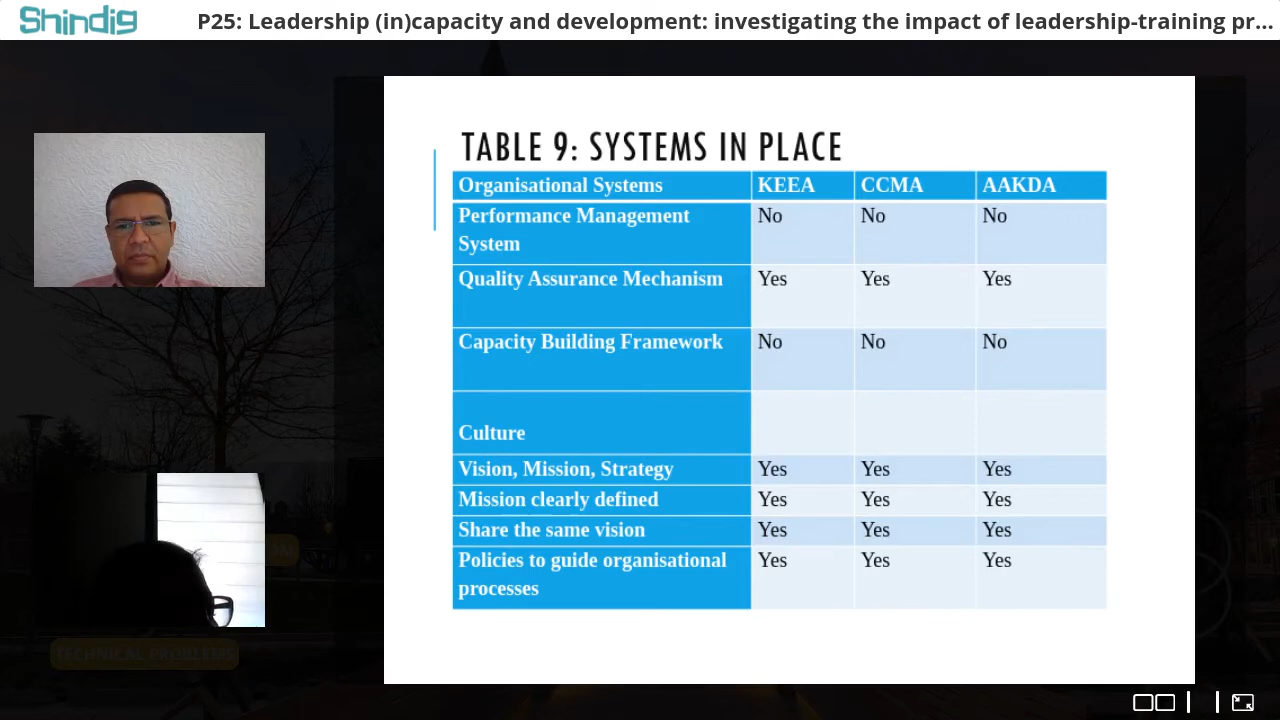 Shindig
P25: Leadership (in)capacity and development: investigating the impact of leadership-training pr...
TABLE 9: SYSTEMS IN PLACE
Organisational Systems KEEA CCMA AAKDA
Performance Management No No No
System
Quality Assurance Mechanism Yes Yes Yes
Capacity Building Framework No No No
Culture
Vision, Mission, Strategy Yes Yes Yes
Mission clearly defined Yes Yes Yes
Share the same vision Yes Yes Yes
Policies to guide organisational Yes Yes Yes
processes
TECHNICAL PROBLEMS